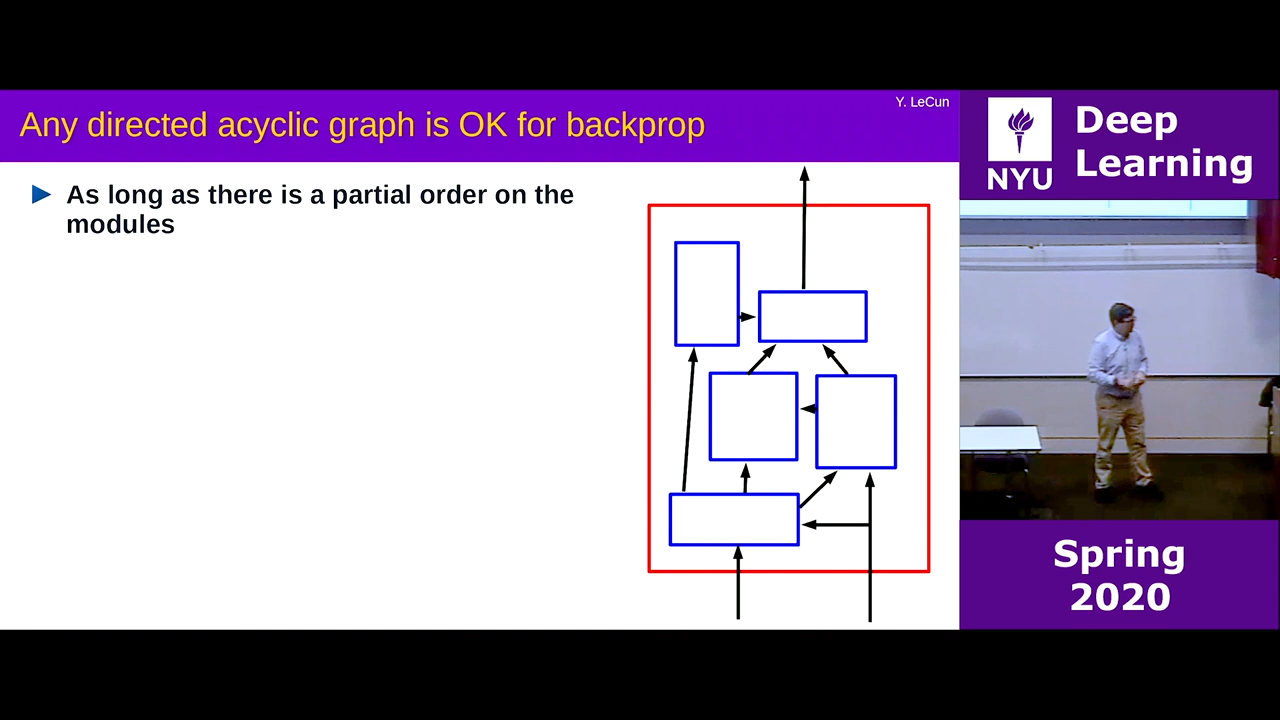 Y. LeCun
Any directed acyclic graph is OK for backprop
As long as there is a partial order on the
modules
NYU
Deep
Learning
Spring
2020